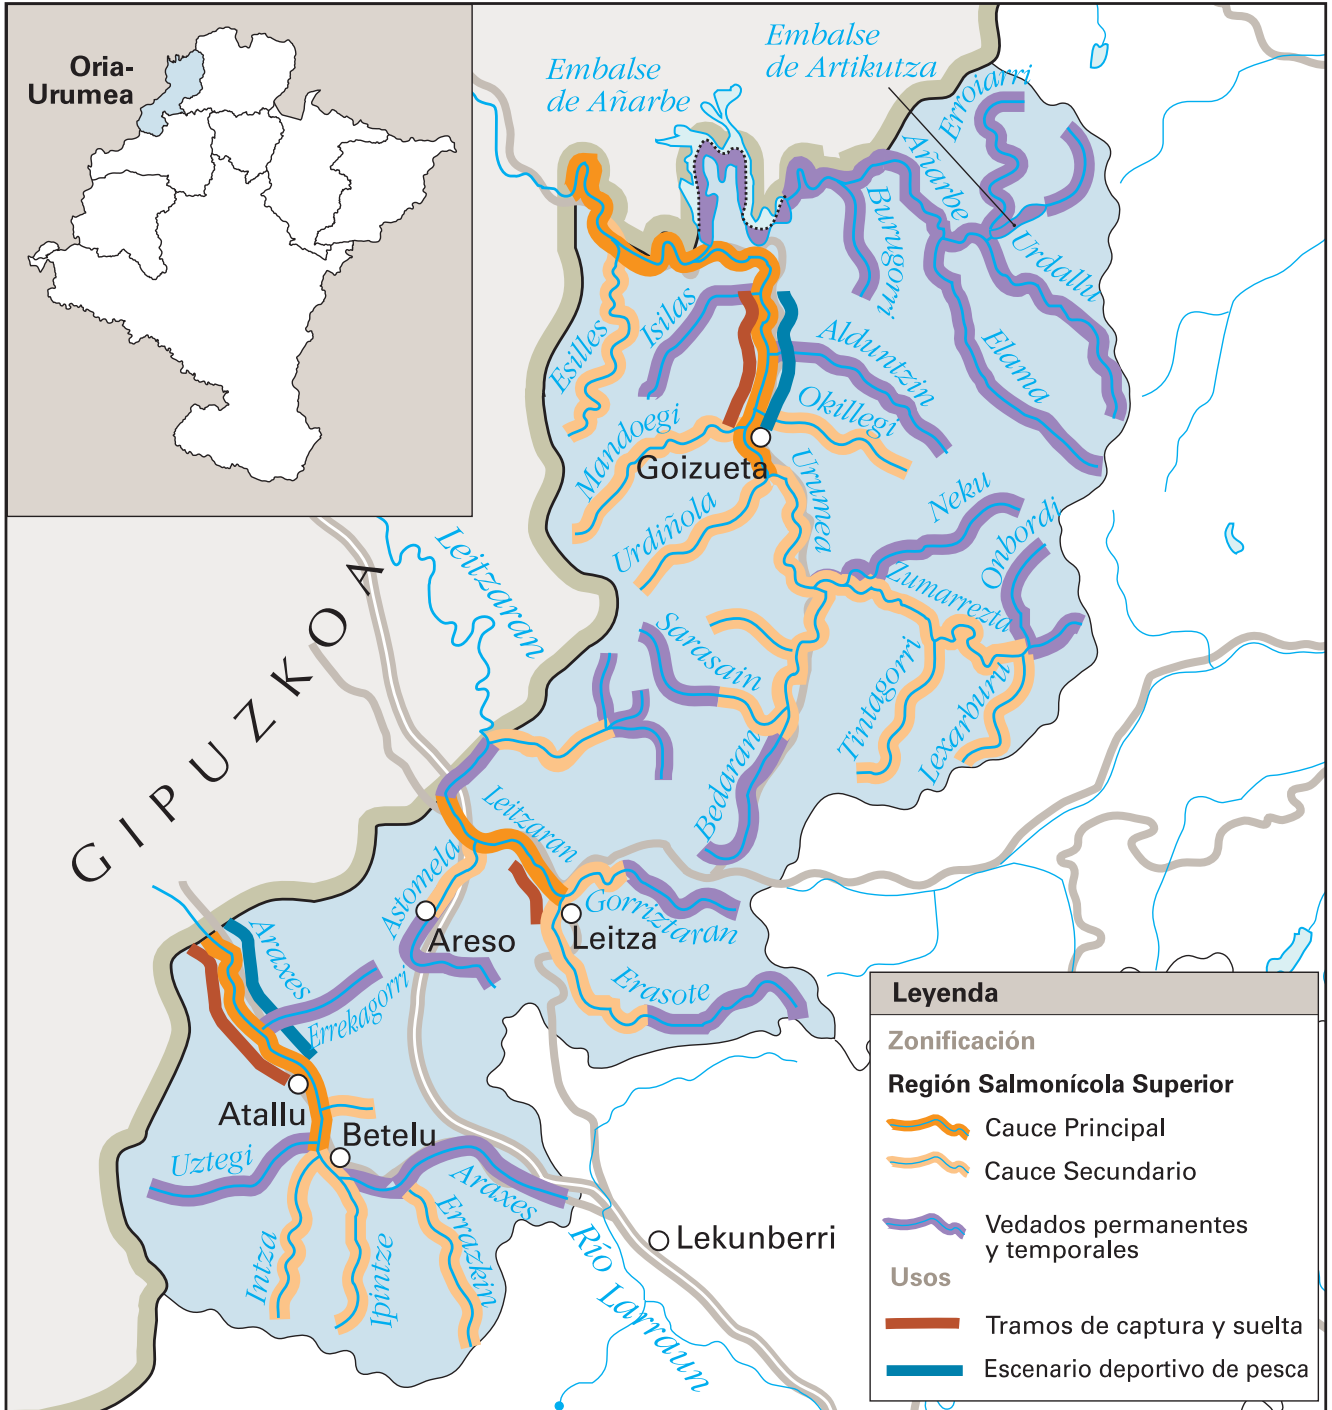 Oria-
Urumea
Embalse
de Añarbe
Embalse
de Artikutza
Erroiarri
Añarbe
Burugorri
Urdallu
Elama
Isilas
Esilles
Alduntzin
Okillegi
Mandoegi
Goizueta
Urumea
Urdiñola
Neku
Onbordi
Zumarrezta
Leitzaran
GIPUZKOA
Sarasain
Tintagorri
Lexarburu
Bedaran
Leitzaran
Astomela
Gorriztaran
Areso
Leitza
Araxes
Errekagorri
Erasote
Atallu
Betelu
Uztegi
Araxes
Intza
Ipintze
Errazkin
Lekunberri
Río Larraun
Leyenda
Zonificación
Región Salmonícola Superior
Cauce Principal
Cauce Secundario
Vedados permanentes
y temporales
Usos
Tramos de captura y suelta
Escenario deportivo de pesca